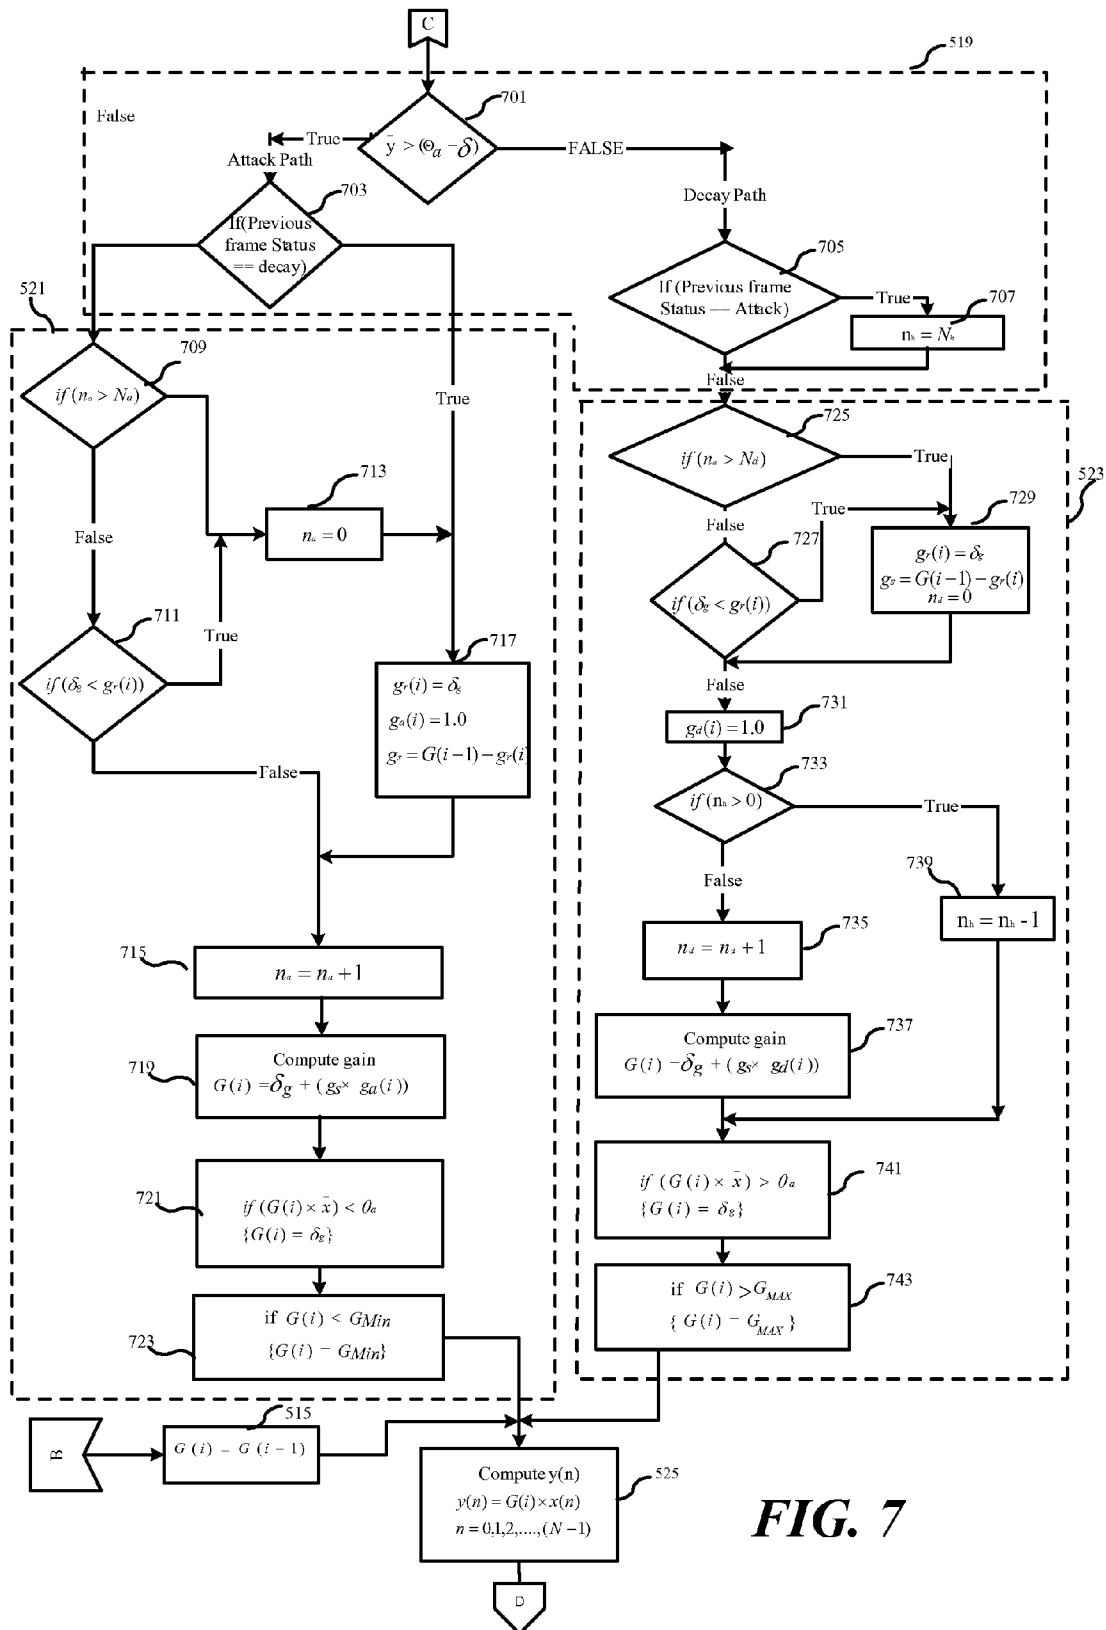 C
519
701
False
ȳ > (Θa − δ)
True
FALSE
Attack Path
703
Decay Path
If(Previous
frame Status
== decay)
705
If (Previous frame
Status == Attack)
True
707
nh = Nh
521
False
709
if (na > Na)
True
725
if (na > Nd)
True
523
713
False
True
729
na = 0
False
727
gr(i) = δg
gs = G(i−1) − gr(i)
nd = 0
711
True
if (δg < gr(i))
if (δg < gr(i))
717
gr(i) = δg
ga(i) = 1.0
gs = G(i−1) − gr(i)
False
gd(i) = 1.0
731
False
733
if (nh > 0)
True
False
739
nh = nh -1
715
na = na + 1
nd = nd + 1
735
719
Compute gain
G(i) = δg + (gs× ga(i))
Compute gain
G(i) = δg + (gs× gd(i))
737
721
if (G(i) × x̄) < θa
{G(i) = δg}
if (G(i) × x̄) > θa
{G(i) = δg}
741
723
if G(i) < GMin
{G(i) = GMin}
if G(i) > GMAX
{ G(i) = GMAX }
743
515
B
G(i) = G(i − 1)
Compute y(n)
y(n) = G(i) × x(n)
n = 0,1,2,....,(N −1)
525
FIG. 7
D